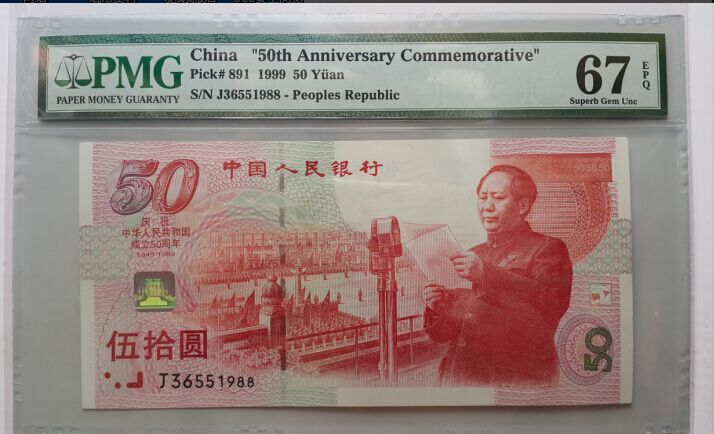 PMG
PAPER MONEY GUARANTY
China "50th Anniversary Commemorative"
Pick# 891 1999 50 Yüan
S/N J36551988 - Peoples Republic
67
EPQ
Superb Gem Unc
50
中国人民银行
庆祝
中华人民共和国
成立50周年
1949-1999
伍拾圆
J36551988
50